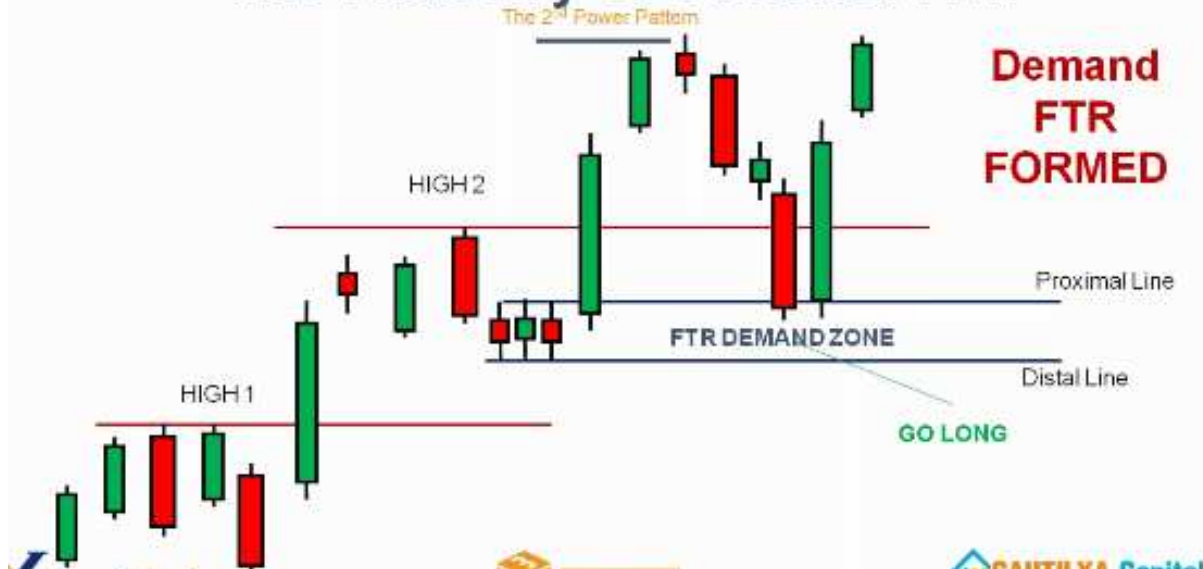 The 2nd Power Pattern
Demand
FTR
FORMED
HIGH 2
Proximal Line
FTR DEMAND ZONE
Distal Line
HIGH 1
GO LONG